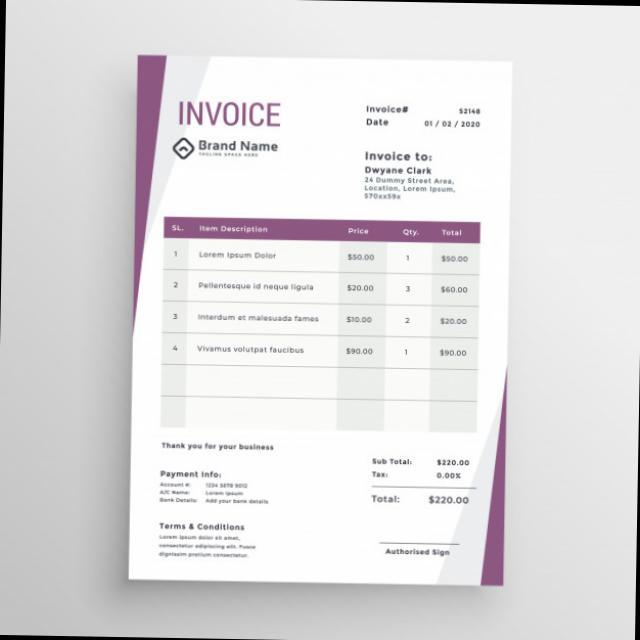 INVOICE
Brand Name
TAGLINE SPACE HERE
Invoice# 52148
Date 01 / 02 / 2020
Invoice to:
Dwyane Clark
24 Dummy Street Area,
Location, Lorem Ipsum,
570xx59x
SL. Item Description Price Qty. Total
1 Lorem Ipsum Dolor $50.00 1 $50.00
2 Pellentesque id neque ligula $20.00 3 $60.00
3 Interdum et malesuada fames $10.00 2 $20.00
4 Vivamus volutpat faucibus $90.00 1 $90.00
Thank you for your business
Sub Total: $220.00
Tax: 0.00%
Total: $220.00
Payment Info:
Account #: 1234 5678 9012
A/C Name: Lorem Ipsum
Bank Details: Add your bank details
Terms & Conditions
Lorem ipsum dolor sit amet,
consectetur adipiscing elit. Fusce
dignissim pretium consectetur.
Authorised Sign